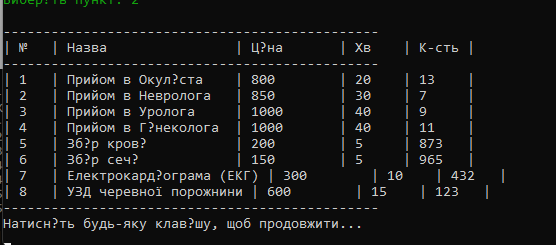 Вибер?ть пункт: 2
-----------------------------------------------
| № | Назва | Ц?на | Хв | К-сть |
-----------------------------------------------
| 1 | Прийом в Окул?ста | 800 | 20 | 13 |
| 2 | Прийом в Невролога | 850 | 30 | 7 |
| 3 | Прийом в Уролога | 1000 | 40 | 9 |
| 4 | Прийом в Г?неколога | 1000 | 40 | 11 |
| 5 | Зб?р кров? | 200 | 5 | 873 |
| 6 | Зб?р сеч? | 150 | 5 | 965 |
| 7 | Електрокард?ограма (ЕКГ) | 300 | 10 | 432 |
| 8 | УЗД черевної порожнини | 600 | 15 | 123 |
-----------------------------------------------
Натисн?ть будь-яку клав?шу, щоб продовжити...